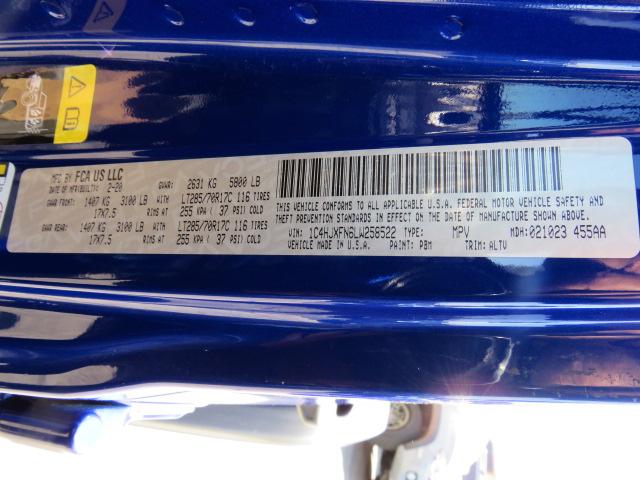 MFG BY FCA US LLC
DATE OF MFR/BUILT: 2-20 GVWR: 2631 KG 5800 LB
GAWR FRONT: 1407 KG 3100 LB LT285/70R17C 116 TIRES
17X7.5 RIMS AT 255 KPA ( 37 PSI) COLD
GAWR REAR: 1407 KG 3100 LB LT285/70R17C 116 TIRES
17X7.5 RIMS AT 255 KPA ( 37 PSI) COLD
THIS VEHICLE CONFORMS TO ALL APPLICABLE U.S.A. FEDERAL MOTOR VEHICLE SAFETY AND
THEFT PREVENTION STANDARDS IN EFFECT ON THE DATE OF MANUFACTURE SHOWN ABOVE.
VIN: 1C4HJXFN6LW258522 TYPE: MPV MDH: 021023 455AA
VEHICLE MADE IN U.S.A. PAINT: PBM TRIM: ALTV